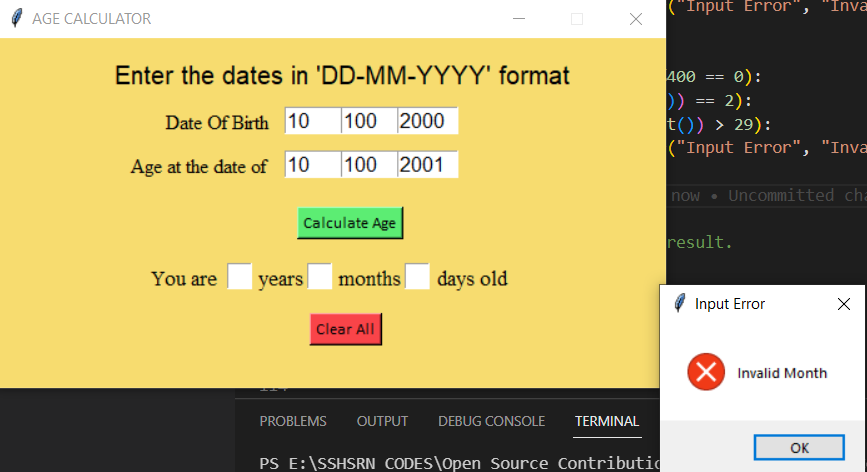 AGE CALCULATOR
Enter the dates in 'DD-MM-YYYY' format
Date Of Birth 10 100 2000
Age at the date of 10 100 2001
Calculate Age
You are years months days old
Clear All
("Input Error", "Inva
400 == 0):
)) == 2):
t()) > 29):
("Input Error", "Inva
now • Uncommitted cha
result.
Input Error
Invalid Month
OK
PROBLEMS OUTPUT DEBUG CONSOLE TERMINAL
PS E:\SSHSRN CODES\Open Source Contributio